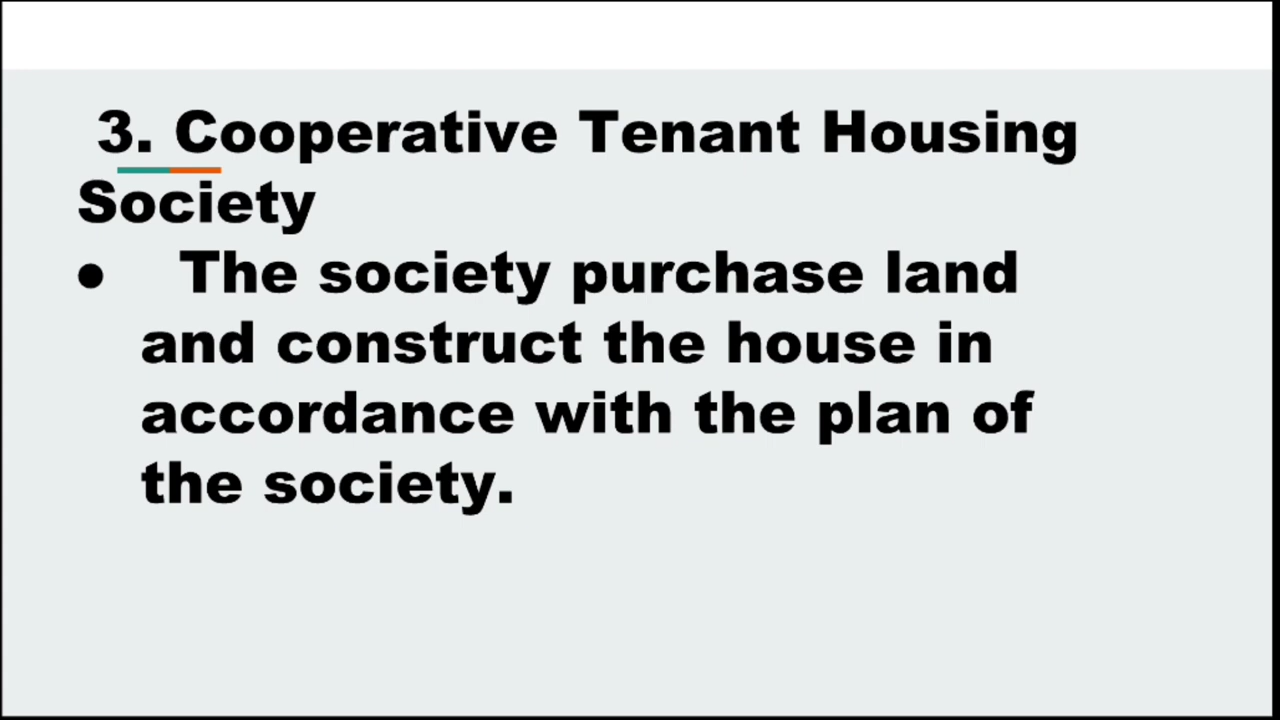 3. Cooperative Tenant Housing
Society
● The society purchase land
and construct the house in
accordance with the plan of
the society.